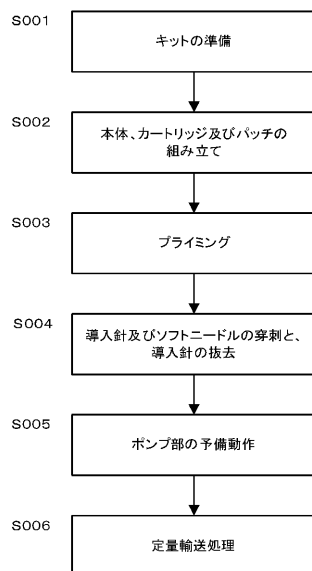 S001
キットの準備
S002
本体、カートリッジ及びパッチの
組み立て
S003
プライミング
S004
導入針及びソフトニードルの穿刺と、
導入針の抜去
S005
ポンプ部の予備動作
S006
定量輸送処理